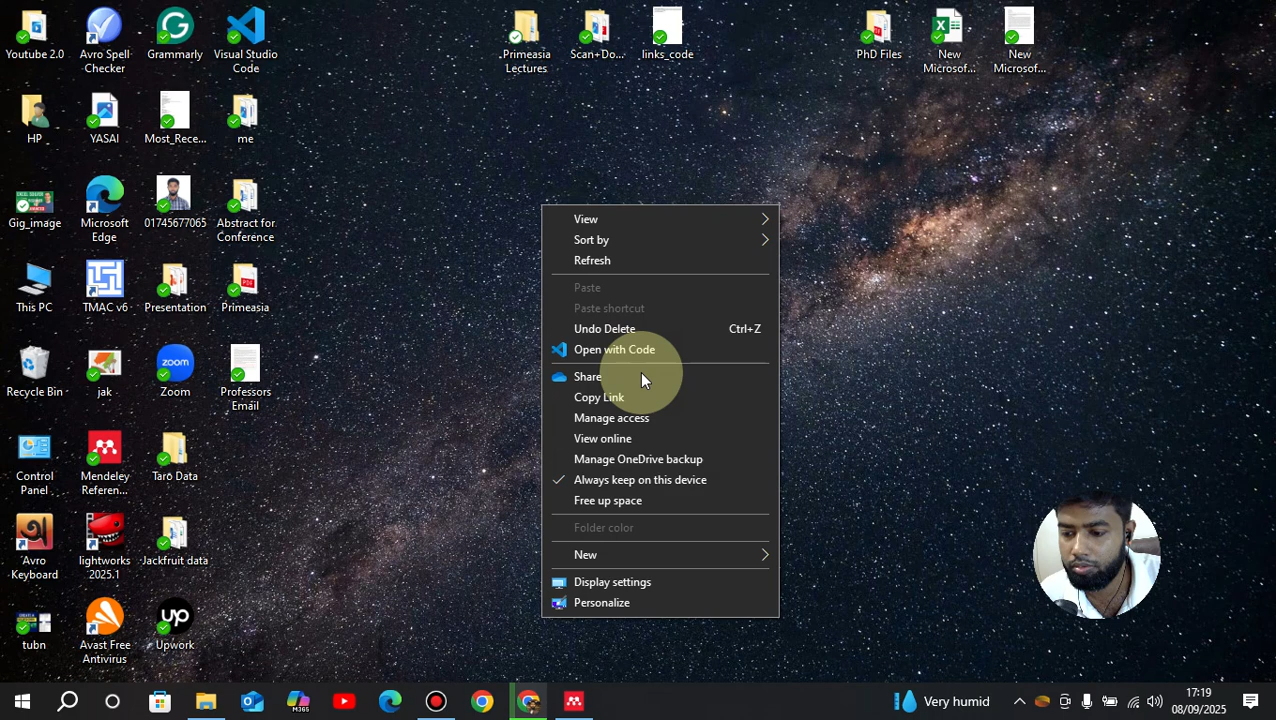 Youtube 2.0
Avro Spell
Checker
Grammarly
Visual Studio
Code
Primeasia
Lectures
Scan+Do...
links_code
PhD Files
New
Microsof...
New
Microsof...
HP
YASAI
Most_Rece...
me
Gig_image
Microsoft
Edge
01745677065
Abstract for
Conference
This PC
TMAC v6
Presentation
Primeasia
Recycle Bin
jak
zoom
Zoom
Professors
Email
Control
Panel
Mendeley
Referen...
Taro Data
Avro
Keyboard
lightworks
2025.1
Jackfruit data
tubn
Avast Free
Antivirus
up
Upwork
View
Sort by
Refresh
Paste
Paste shortcut
Undo Delete Ctrl+Z
Open with Code
Share
Copy Link
Manage access
View online
Manage OneDrive backup
Always keep on this device
Free up space
Folder color
New
Display settings
Personalize
M365
Very humid
17:19
08/09/2025